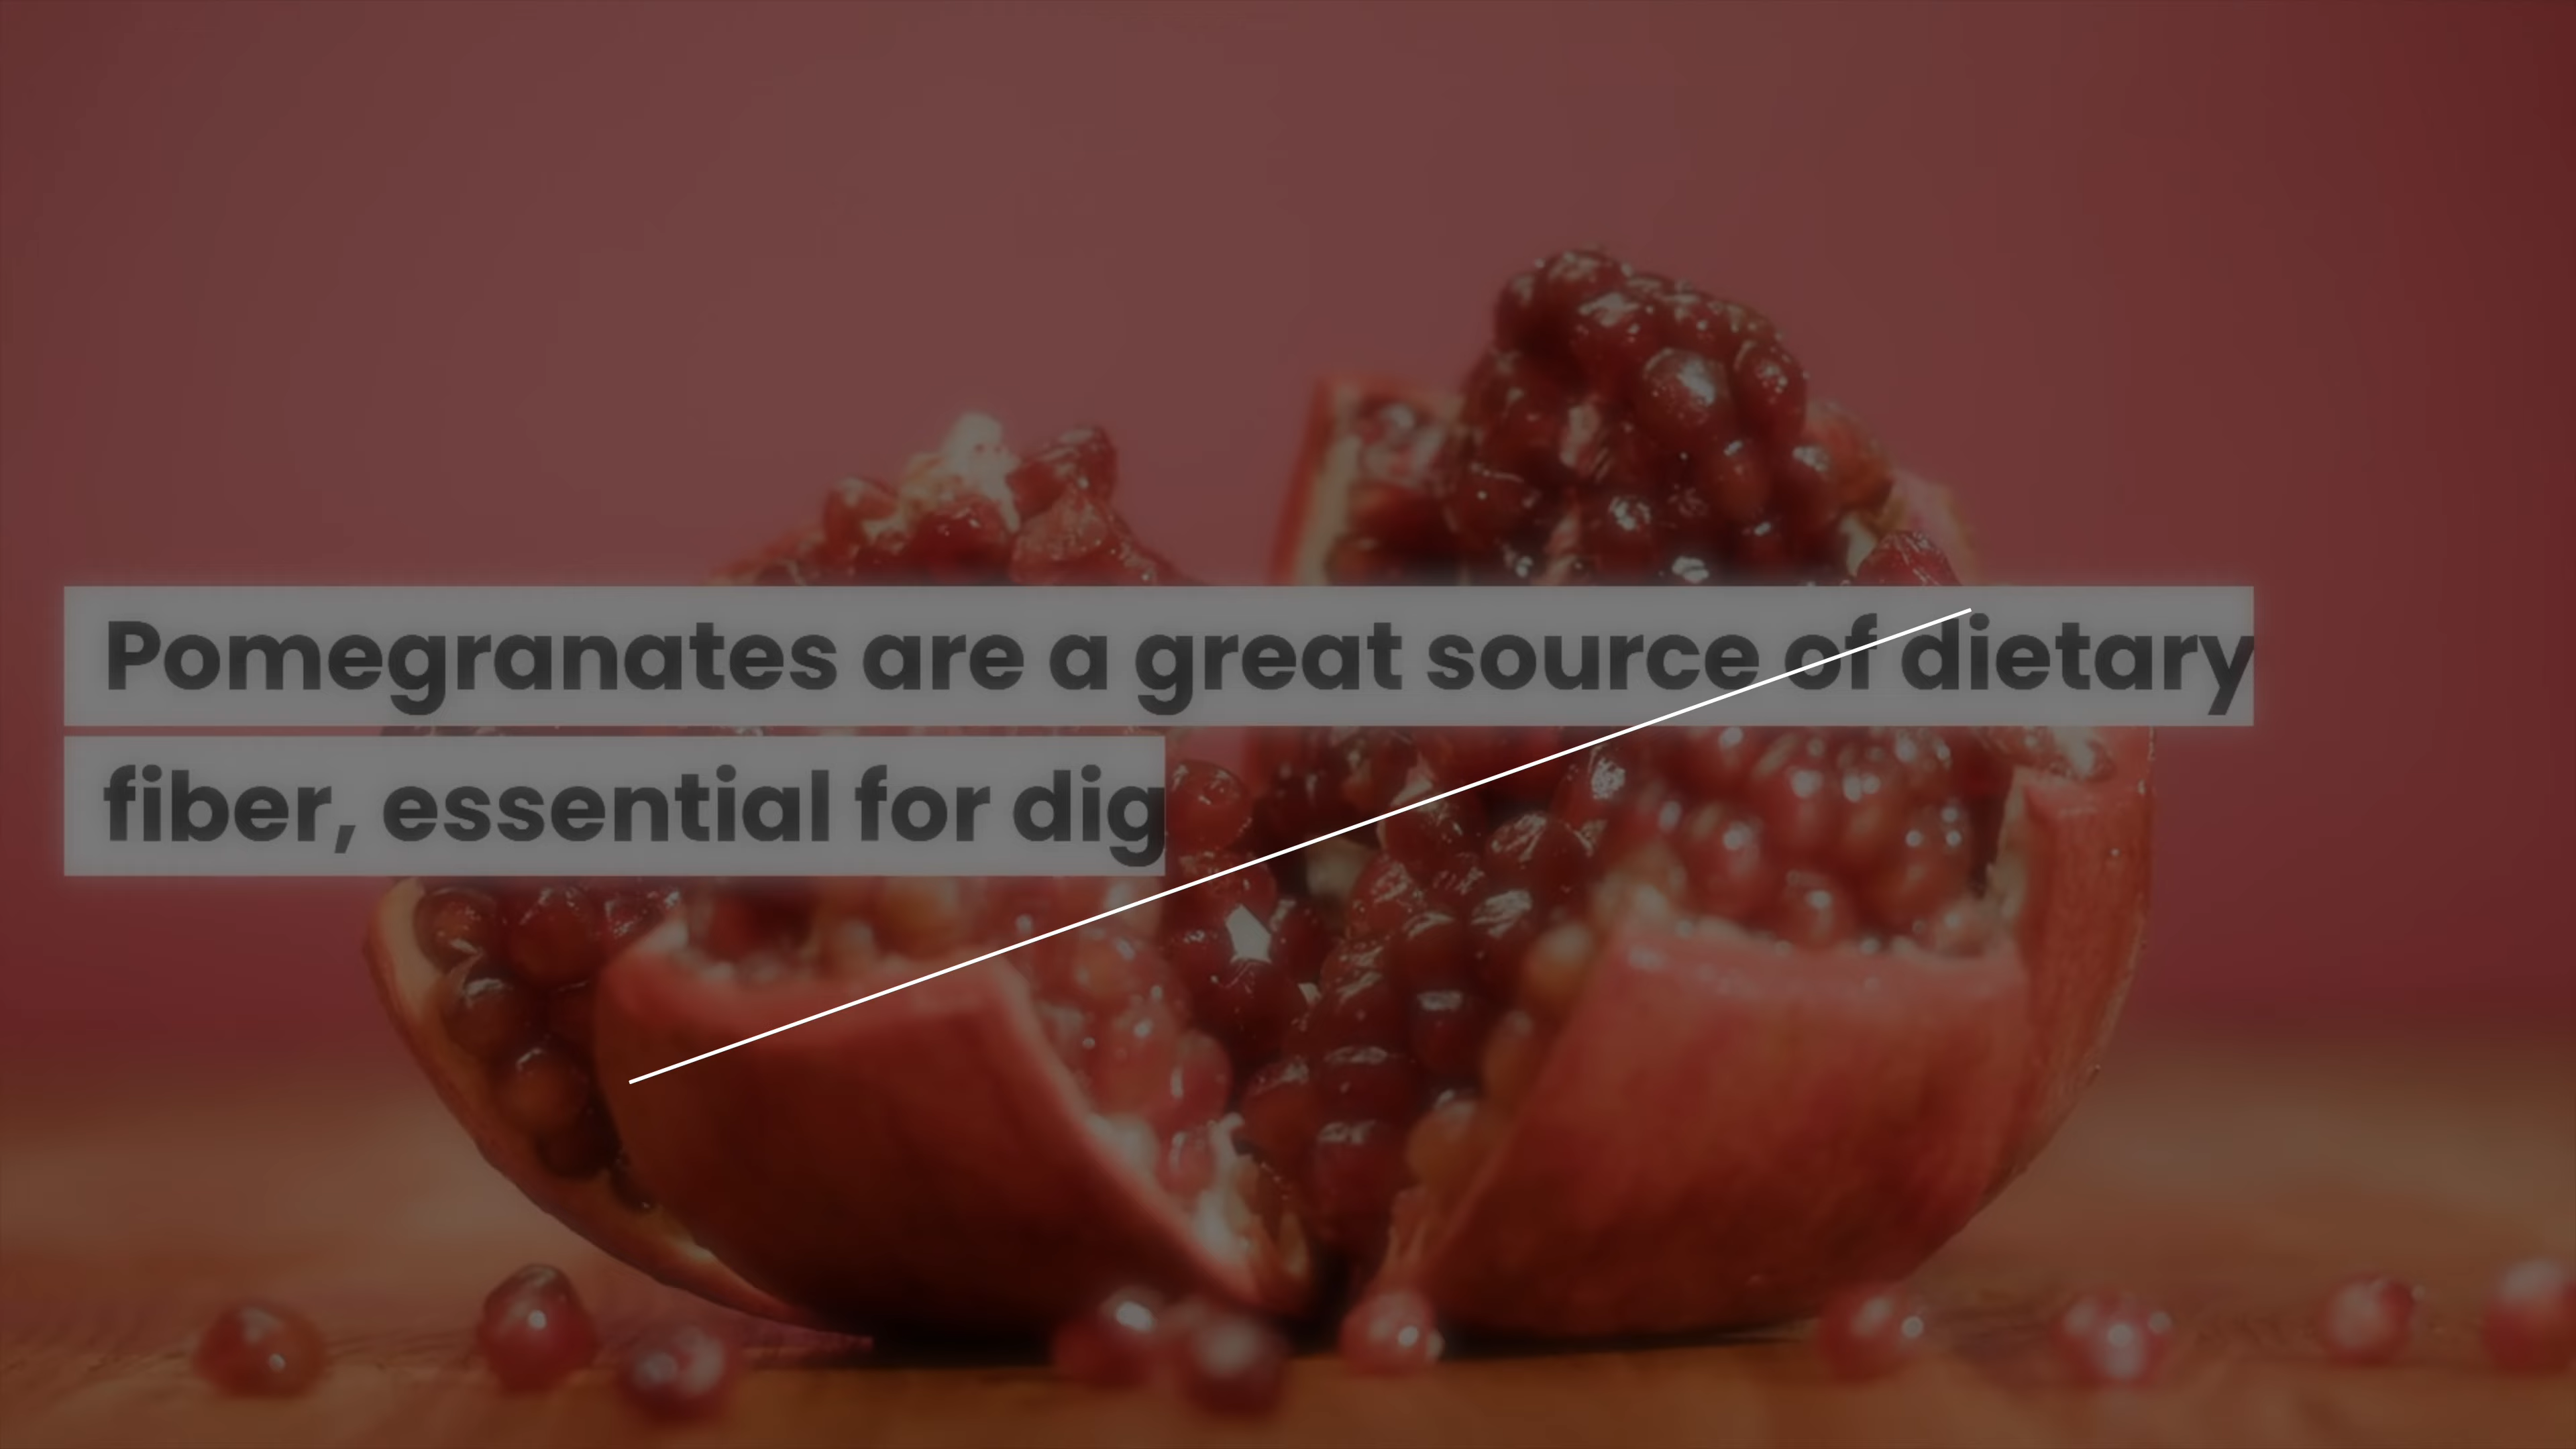 Pomegranates are a great source of dietary
fiber, essential for dig